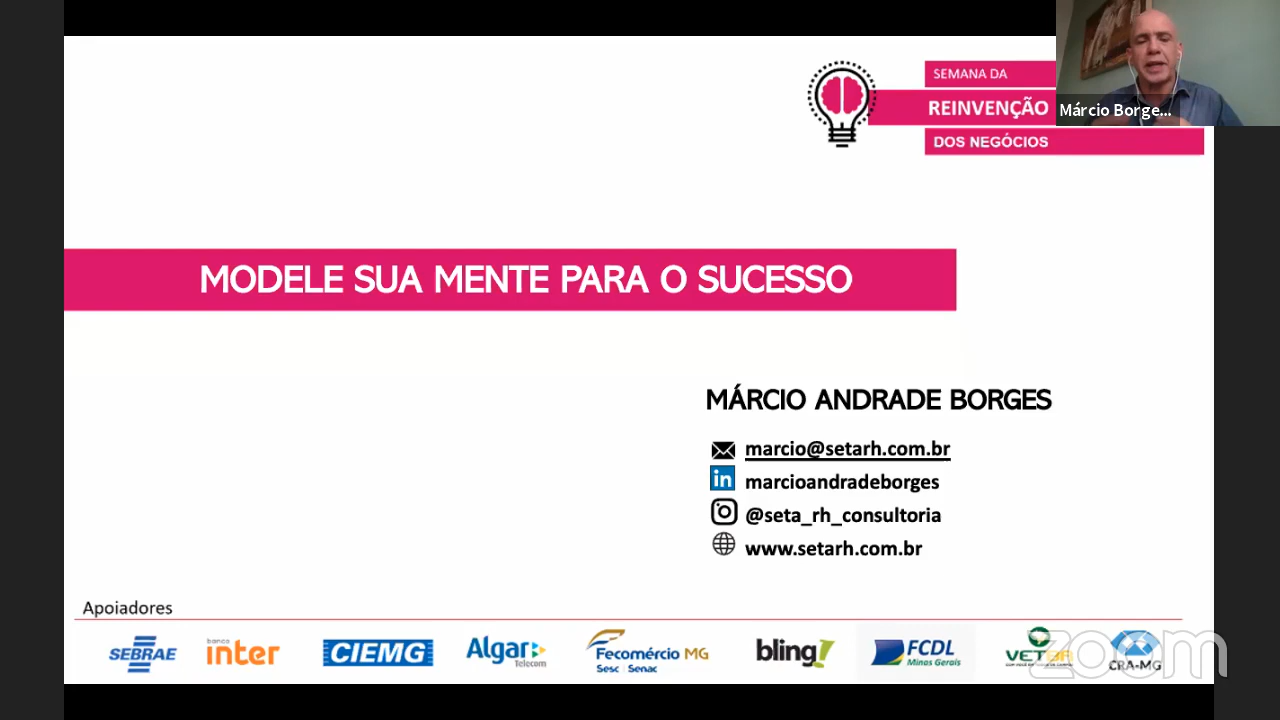 SEMANA DA
REINVENÇÃO
DOS NEGÓCIOS
Márcio Borge...
MODELE SUA MENTE PARA O SUCESSO
MÁRCIO ANDRADE BORGES
marcio@setarh.com.br
in
marcioandradeborges
@seta_rh_consultoria
www.setarh.com.br
Apoiadores
SEBRAE
banco
inter
CIEMG
Algar
Telecom
Fecomércio MG
Sesc | Senac
bling!
FCDL
Minas Gerais
CRA-MG
zoom